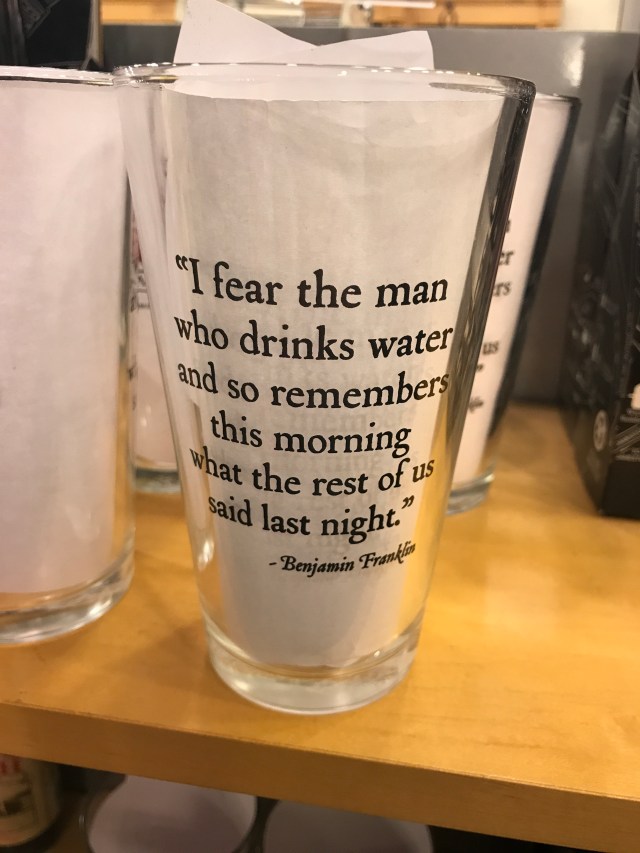 “I fear the man
who drinks water
and so remembers
this morning
what the rest of us
said last night.”
- Benjamin Franklin